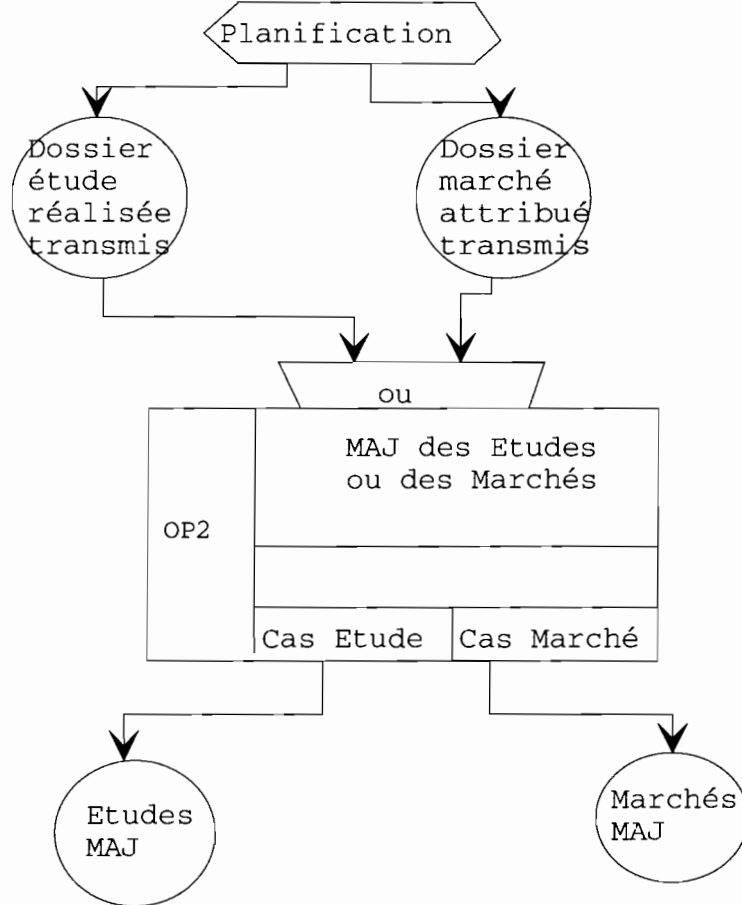 Planification
Dossier
étude
réalisée
transmis
Dossier
marché
attribué
transmis
ou
MAJ des Etudes
ou des Marchés
OP2
Cas Etude
Cas Marché
Etudes
MAJ
Marchés
MAJ